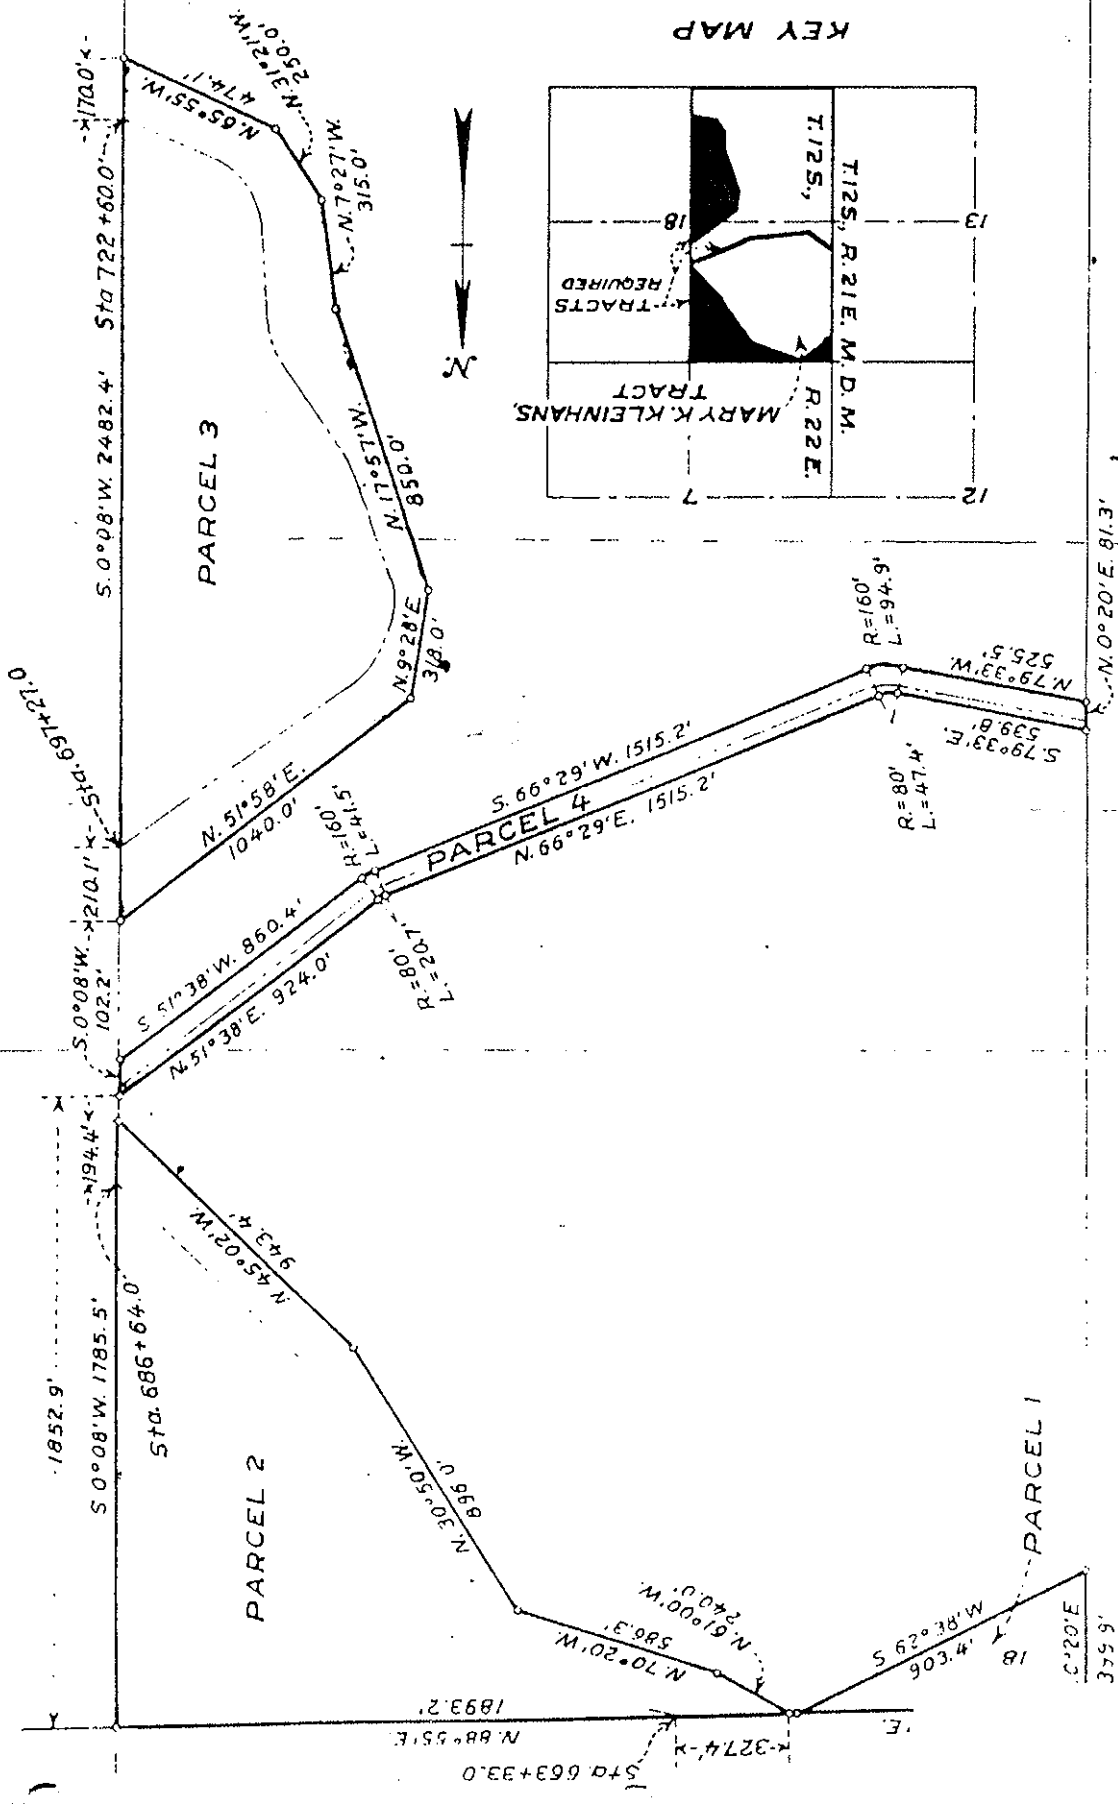 KEY MAP
T.12S., R.21E. M.D.M.
T.12S.,
R.22E.
13
18
7
12
TRACTS
REQUIRED
MARY K. KLEINHANS,
TRACT
N.
170.0'
Sta 722+60.0
S. 0°08'W. 2482.4'
N. 65°55'W.
474.1'
N. 31°21'W.
250.0'
N. 7°27'W.
315.0'
N. 17°57'W.
850.0'
N. 9°28'E.
318.0'
N. 51°58'E.
1040.0'
PARCEL 3
Sta. 697+27.0
210.1'
S. 0°08'W.
102.2'
S 51°38'W. 860.4'
N. 51°38'E. 924.0'
R.=160'
L.=41.5'
R.=80'
L.=20.7'
S. 66°29'W. 1515.2'
PARCEL 4
N. 66°29'E. 1515.2'
R.=160'
L.=94.9'
R.=80'
L.=47.4'
N. 79°33'W.
525.5'
S. 79°33'E.
539.8'
N. 0°20'E. 81.3'
194.4'
1852.9'
S 0°08'W. 1785.5'
Sta. 686+64.0
N. 45°02'W.
943.4'
N. 30°50'W.
896.0'
N. 70°20'W.
586.3'
N. 61°00'W.
240.0'
PARCEL 2
N. 88°55'E.
1893.2'
Sta 663+33.0
327.4'
'E.
903.4'
18
PARCEL 1
0°20'E